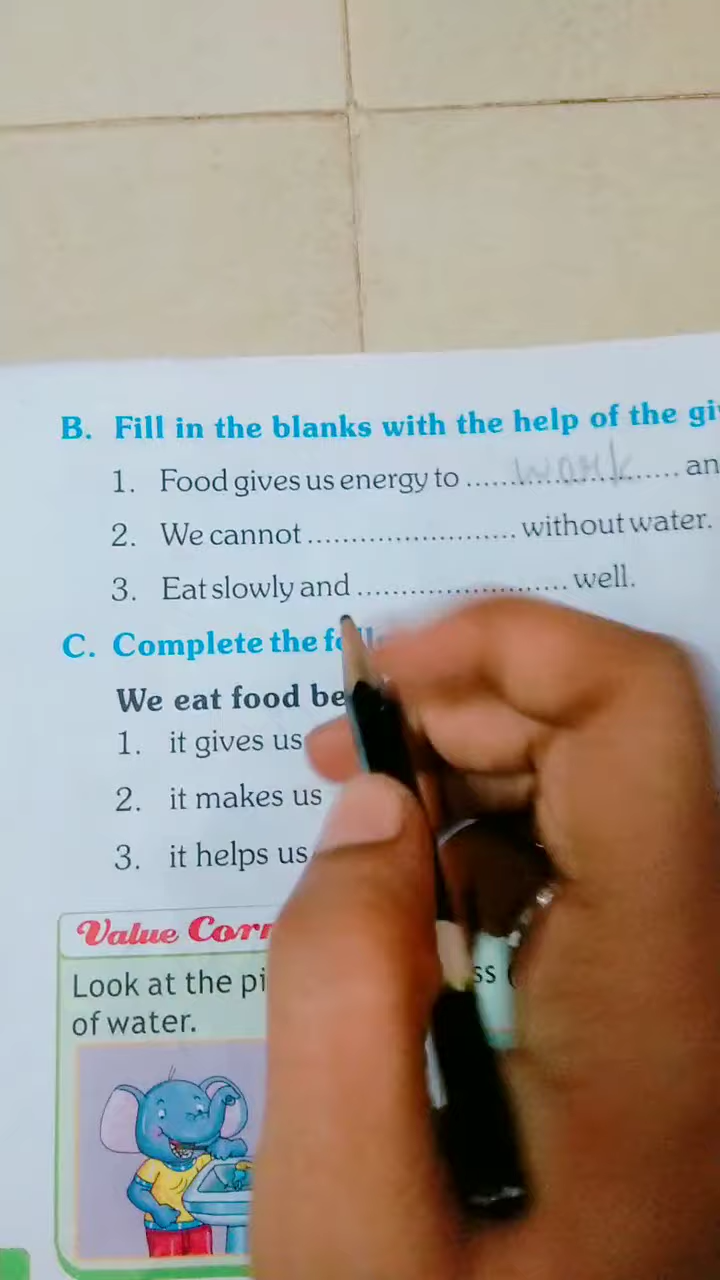 B. Fill in the blanks with the help of the
1. Food gives us energy to .................... work .................... an
2. We cannot ........................ without water.
3. Eat slowly and ........................ well.
C. Complete the
We eat food be
1. it gives us
2. it makes us
3. it helps us
Value Corn
Look at the pi ss
of water.